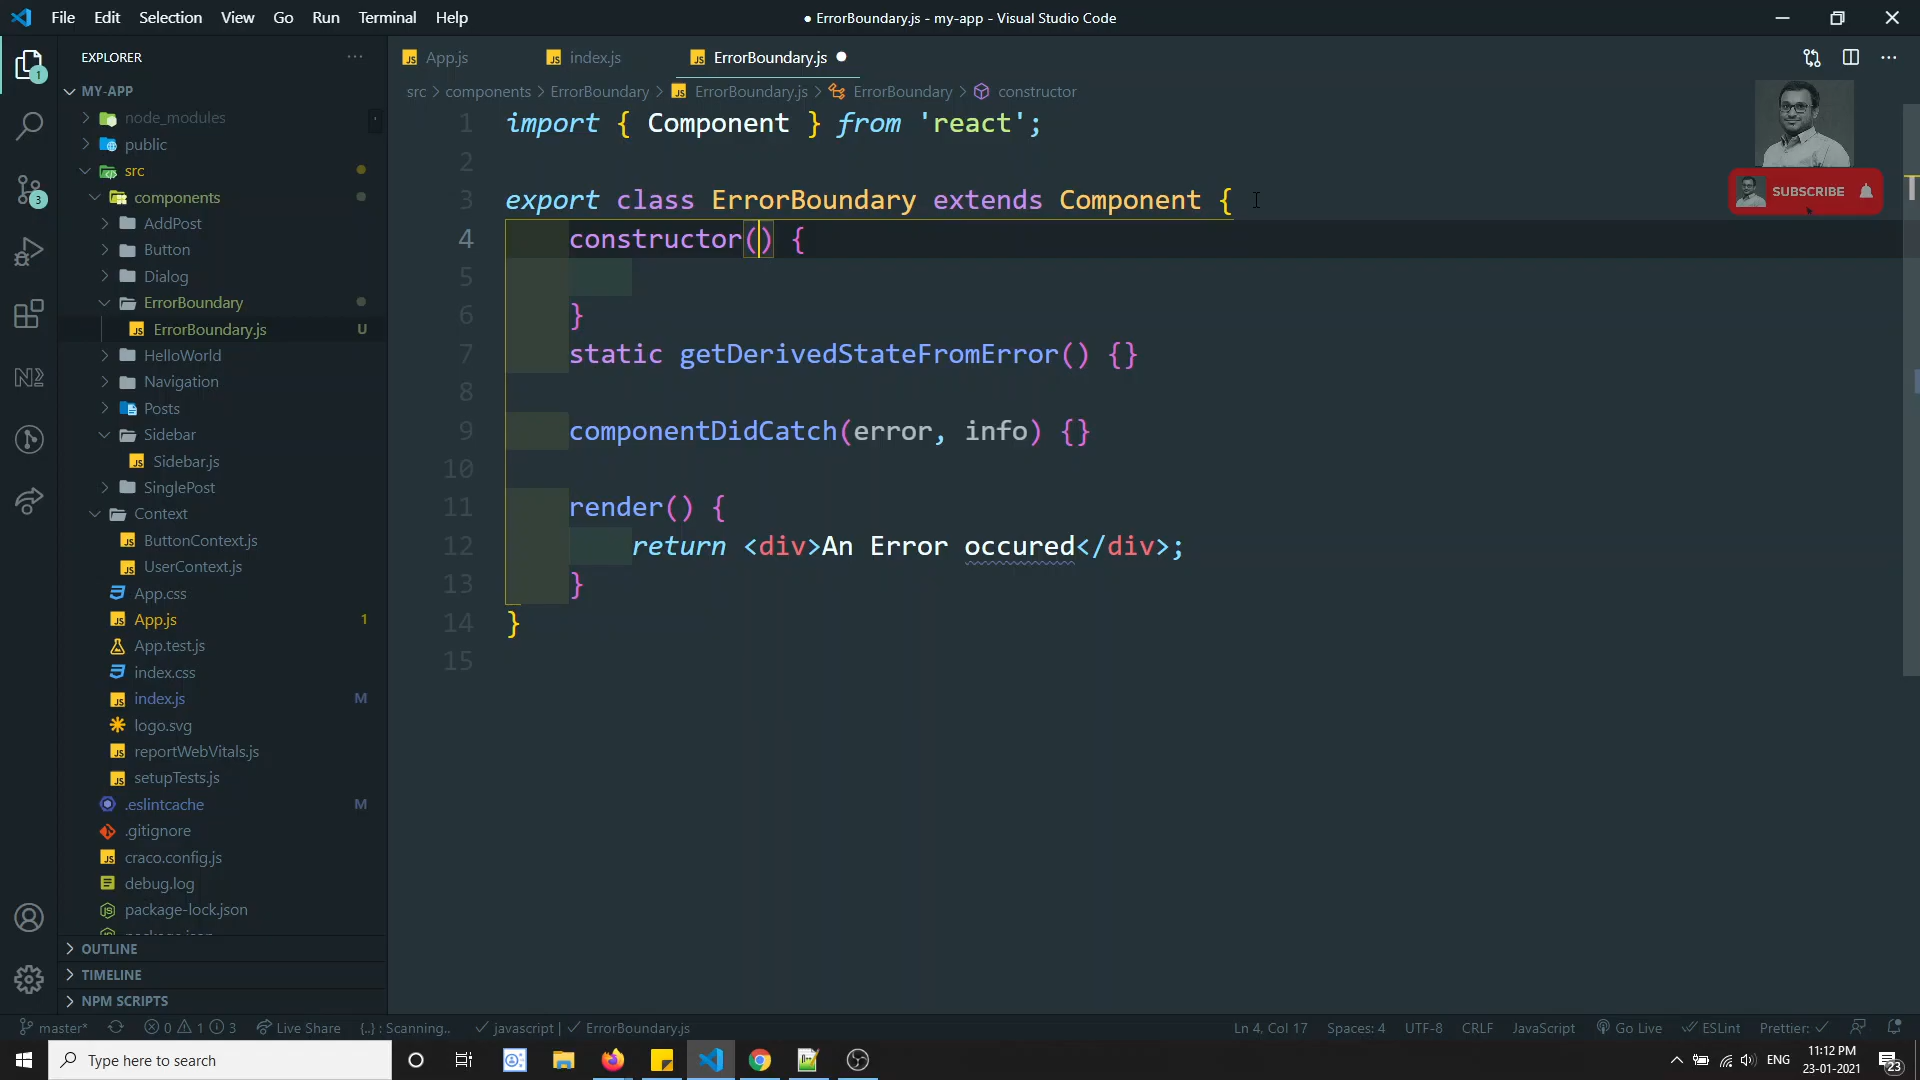 File Edit Selection View Go Run Terminal Help
● ErrorBoundary.js - my-app - Visual Studio Code
EXPLORER
MY-APP
node_modules
public
src
components
AddPost
Button
Dialog
ErrorBoundary
ErrorBoundary.js U
HelloWorld
Navigation
Posts
Sidebar
Sidebar.js
SinglePost
Context
ButtonContext.js
UserContext.js
App.css
App.js 1
App.test.js
index.css
index.js M
logo.svg
reportWebVitals.js
setupTests.js
.eslintcache M
.gitignore
craco.config.js
debug.log
package-lock.json
OUTLINE
TIMELINE
NPM SCRIPTS
App.js index.js ErrorBoundary.js
src > components > ErrorBoundary > ErrorBoundary.js > ErrorBoundary > constructor
1 import { Component } from 'react';
2
3 export class ErrorBoundary extends Component {
4 constructor() {
5
6 }
7 static getDerivedStateFromError() {}
8
9 componentDidCatch(error, info) {}
10
11 render() {
12 return <div>An Error occured</div>;
13 }
14 }
15
SUBSCRIBE
master* 0 1 3 Live Share {..} : Scanning.. ✓ javascript | ✓ ErrorBoundary.js
Ln 4, Col 17 Spaces: 4 UTF-8 CRLF JavaScript Go Live ESLint Prettier: ✓
Type here to search
ENG
11:12 PM
23-01-2021
23